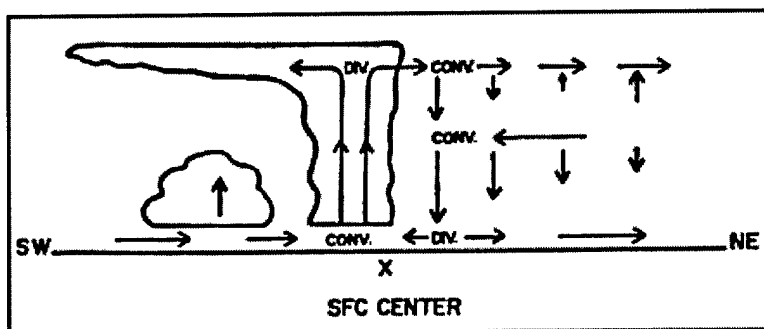 DIV. CONV.
CONV.
SW CONV. DIV. NE
X
SFC CENTER